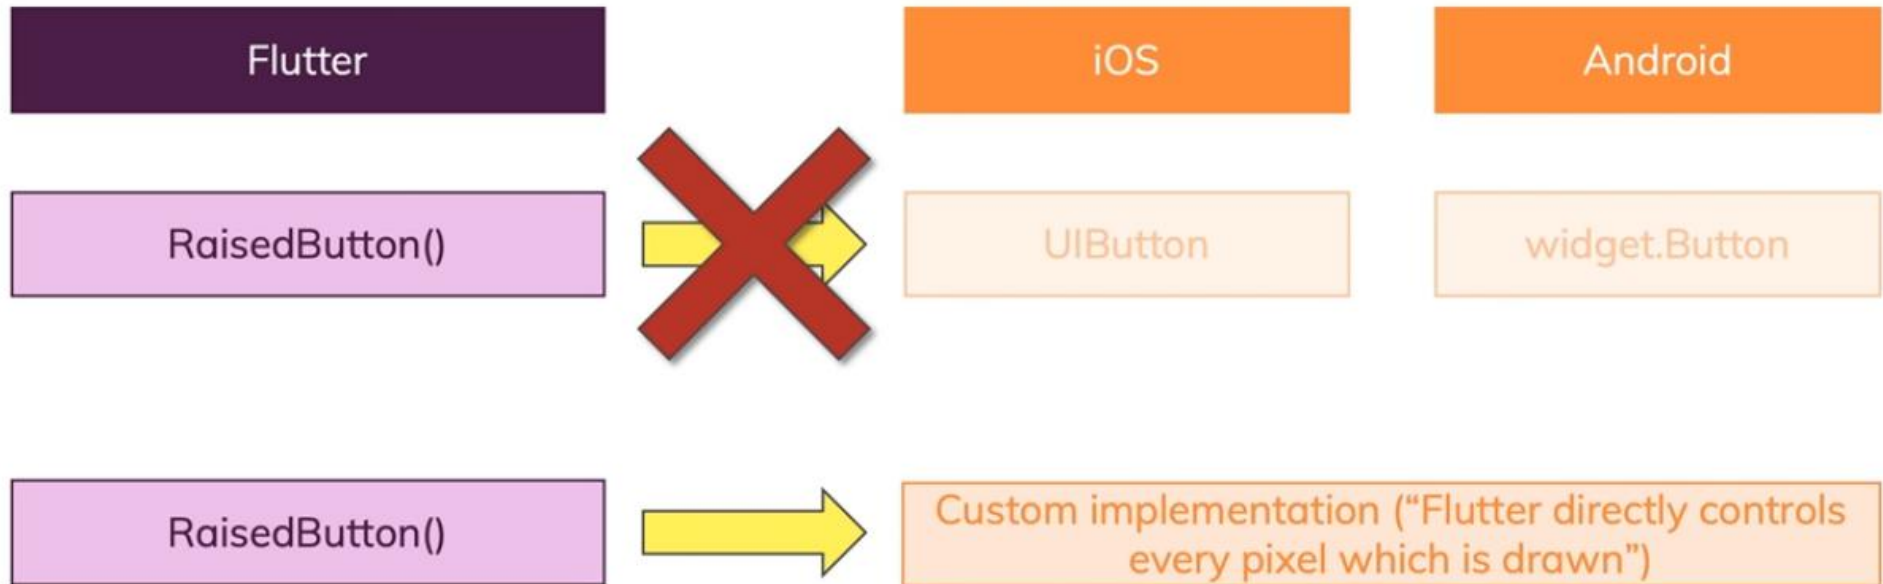 Flutter
iOS
Android
RaisedButton()
UIButton
widget.Button
RaisedButton()
Custom implementation (“Flutter directly controls
every pixel which is drawn”)